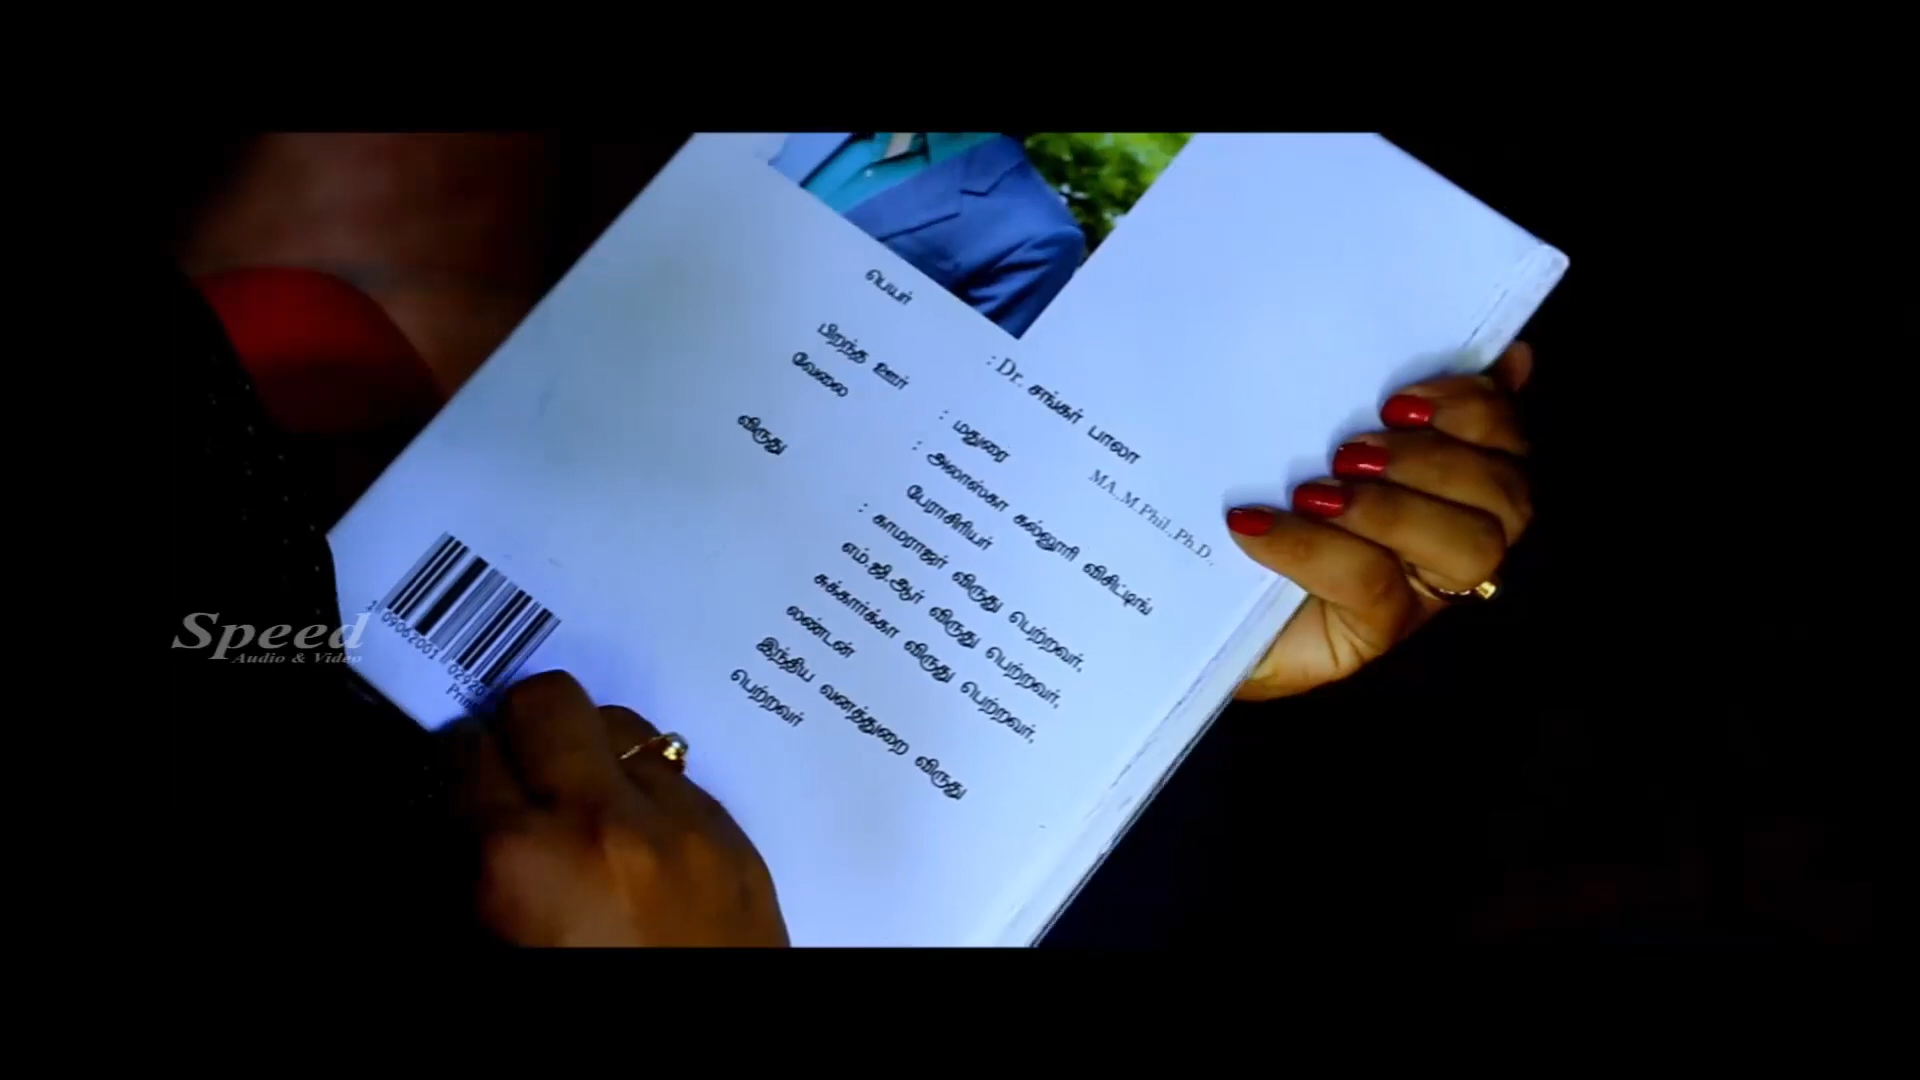 பெயர் : Dr. சங்கர் பாலா
MA.,M.Phil.,Ph.D.,
பிறந்த ஊர் : மதுரை
வேலை : அலாஸ்கா கல்லூரி விசிட்டிங்
பேராசிரியர்
விருது : காமராஜர் விருது பெற்றவர்,
எம்.ஜி.ஆர் விருது பெற்றவர்,
சுக்கார்க்கா விருது பெற்றவர்,
லண்டன்
இந்திய வனத்துறை விருது
பெற்றவர்
Speed
Audio & Video